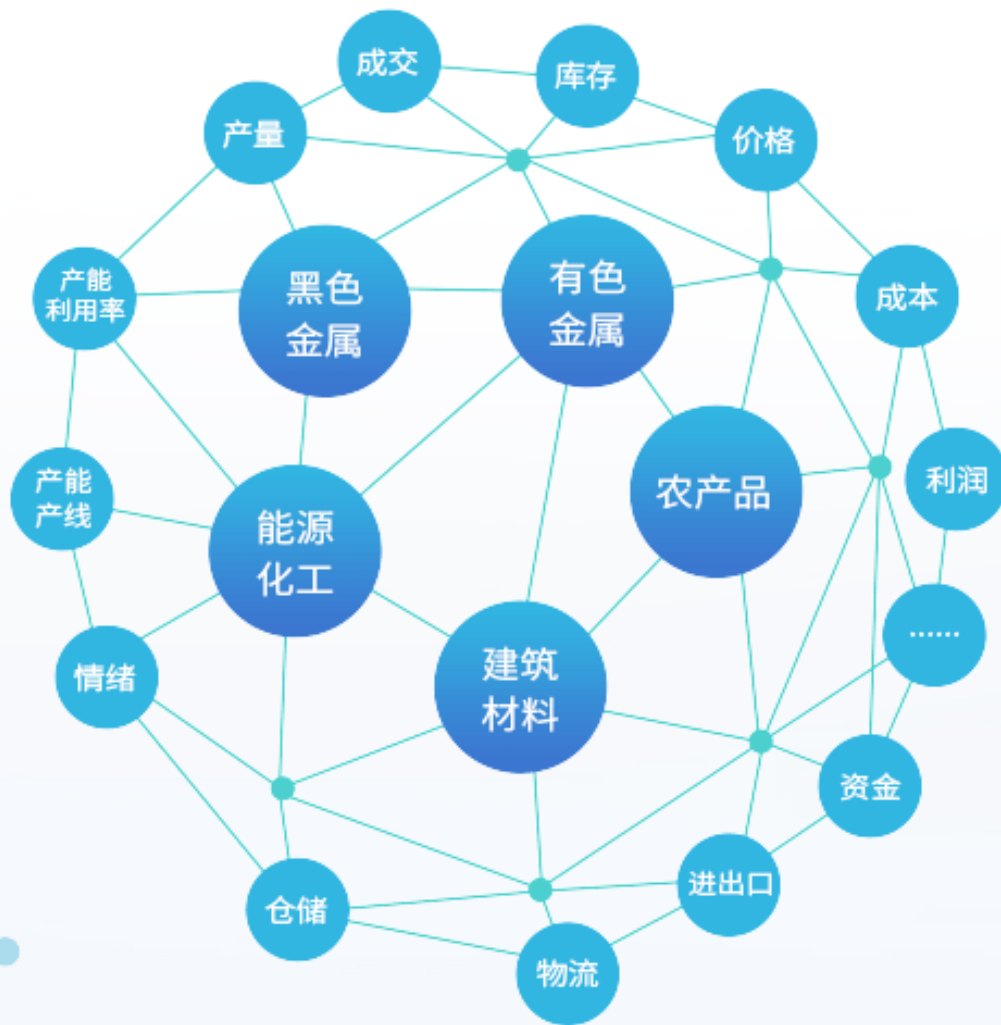 成交
库存
产量
价格
黑色
金属
有色
金属
产能
利用率
成本
产能
产线
农产品
利润
能源
化工
建筑
材料
……
情绪
资金
进出口
仓储
物流